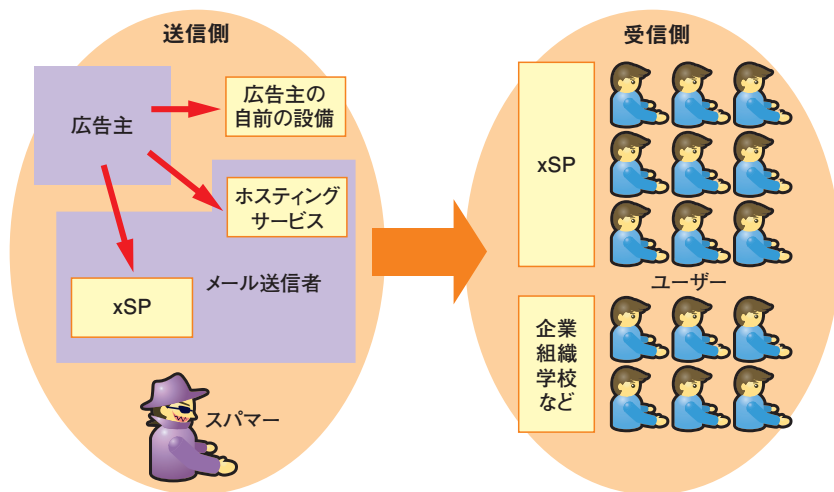 送信側
広告主
広告主の
自前の設備
ホスティング
サービス
メール送信者
xSP
スパマー
受信側
xSP
ユーザー
企業
組織
学校
など